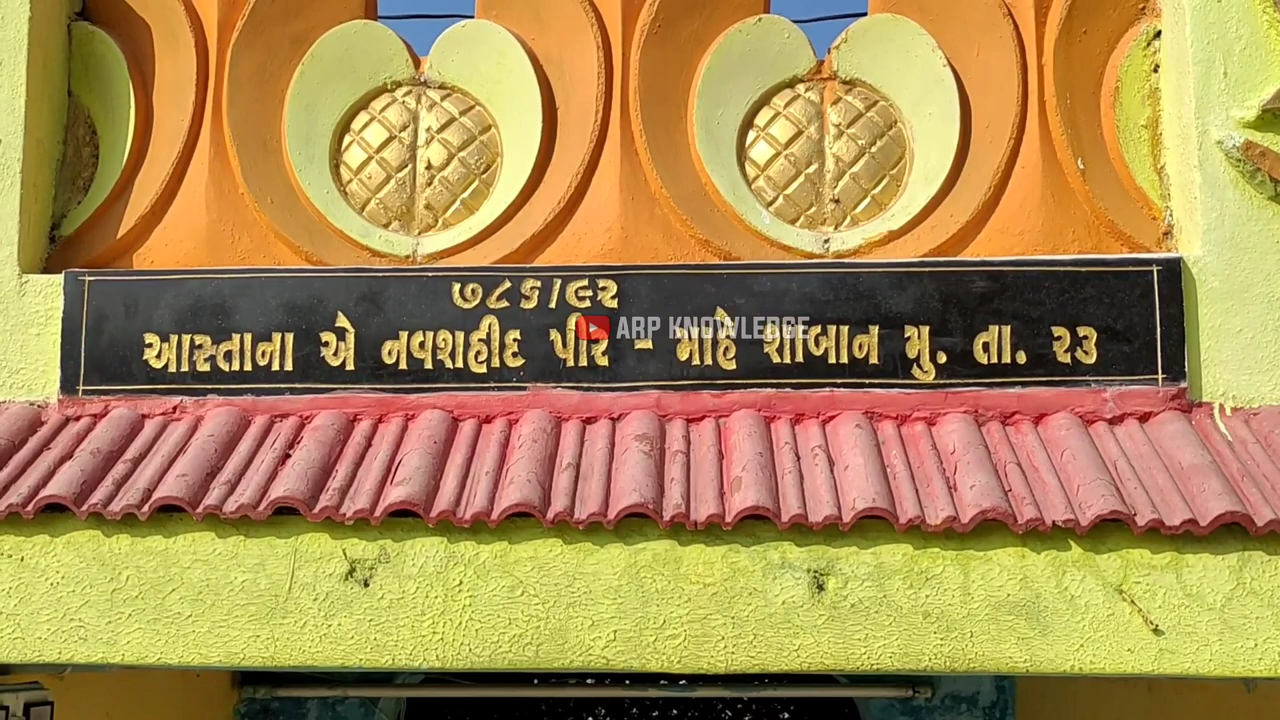 ૭૮૬/૯૨
આસ્તાના એ નવશહીદ પીર - માહે શાબાન મુ. તા. ૨૩
ARP KNOWLEDGE